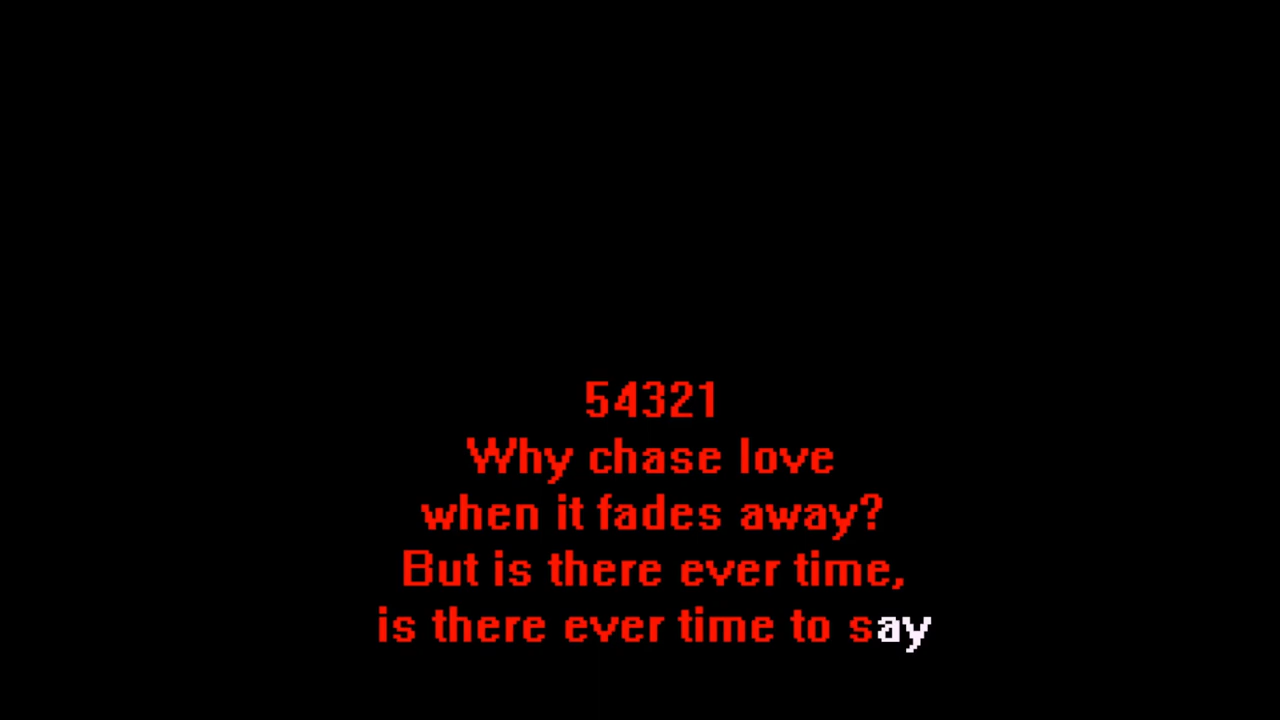 54321
Why chase love
when it fades away?
But is there ever time,
is there ever time to say